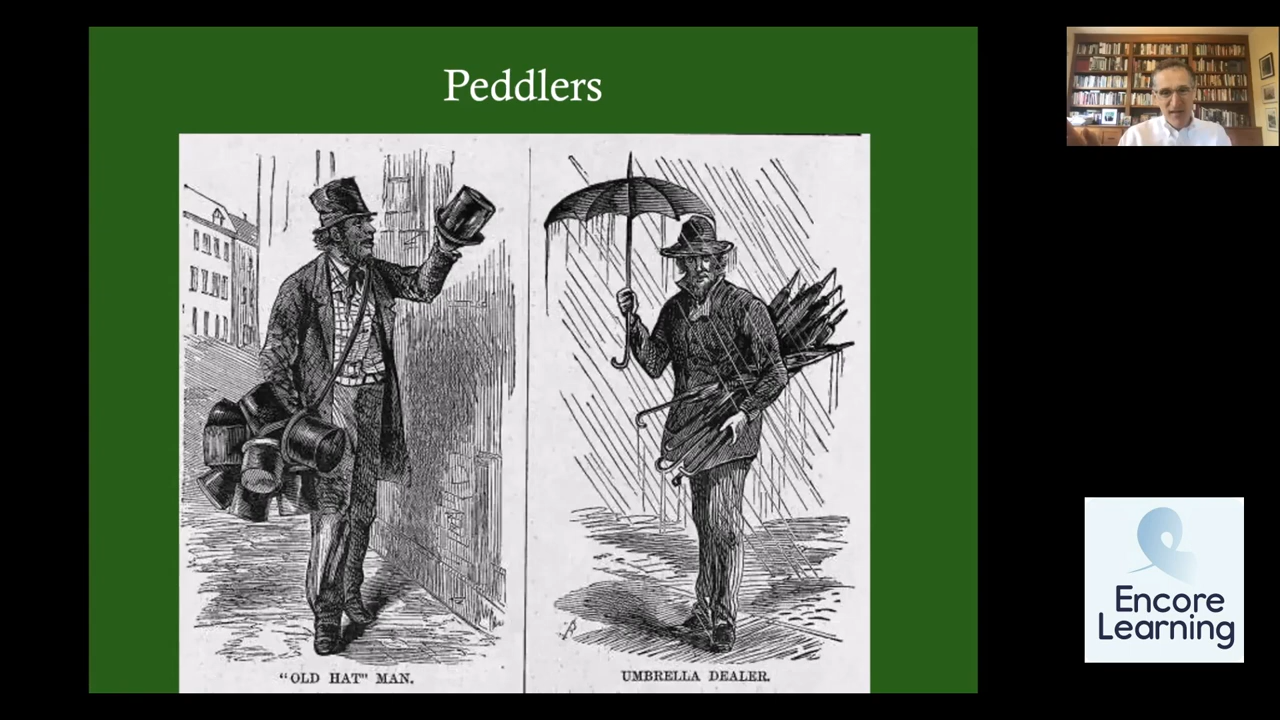 Peddlers
"OLD HAT" MAN.
UMBRELLA DEALER.
Encore
Learning